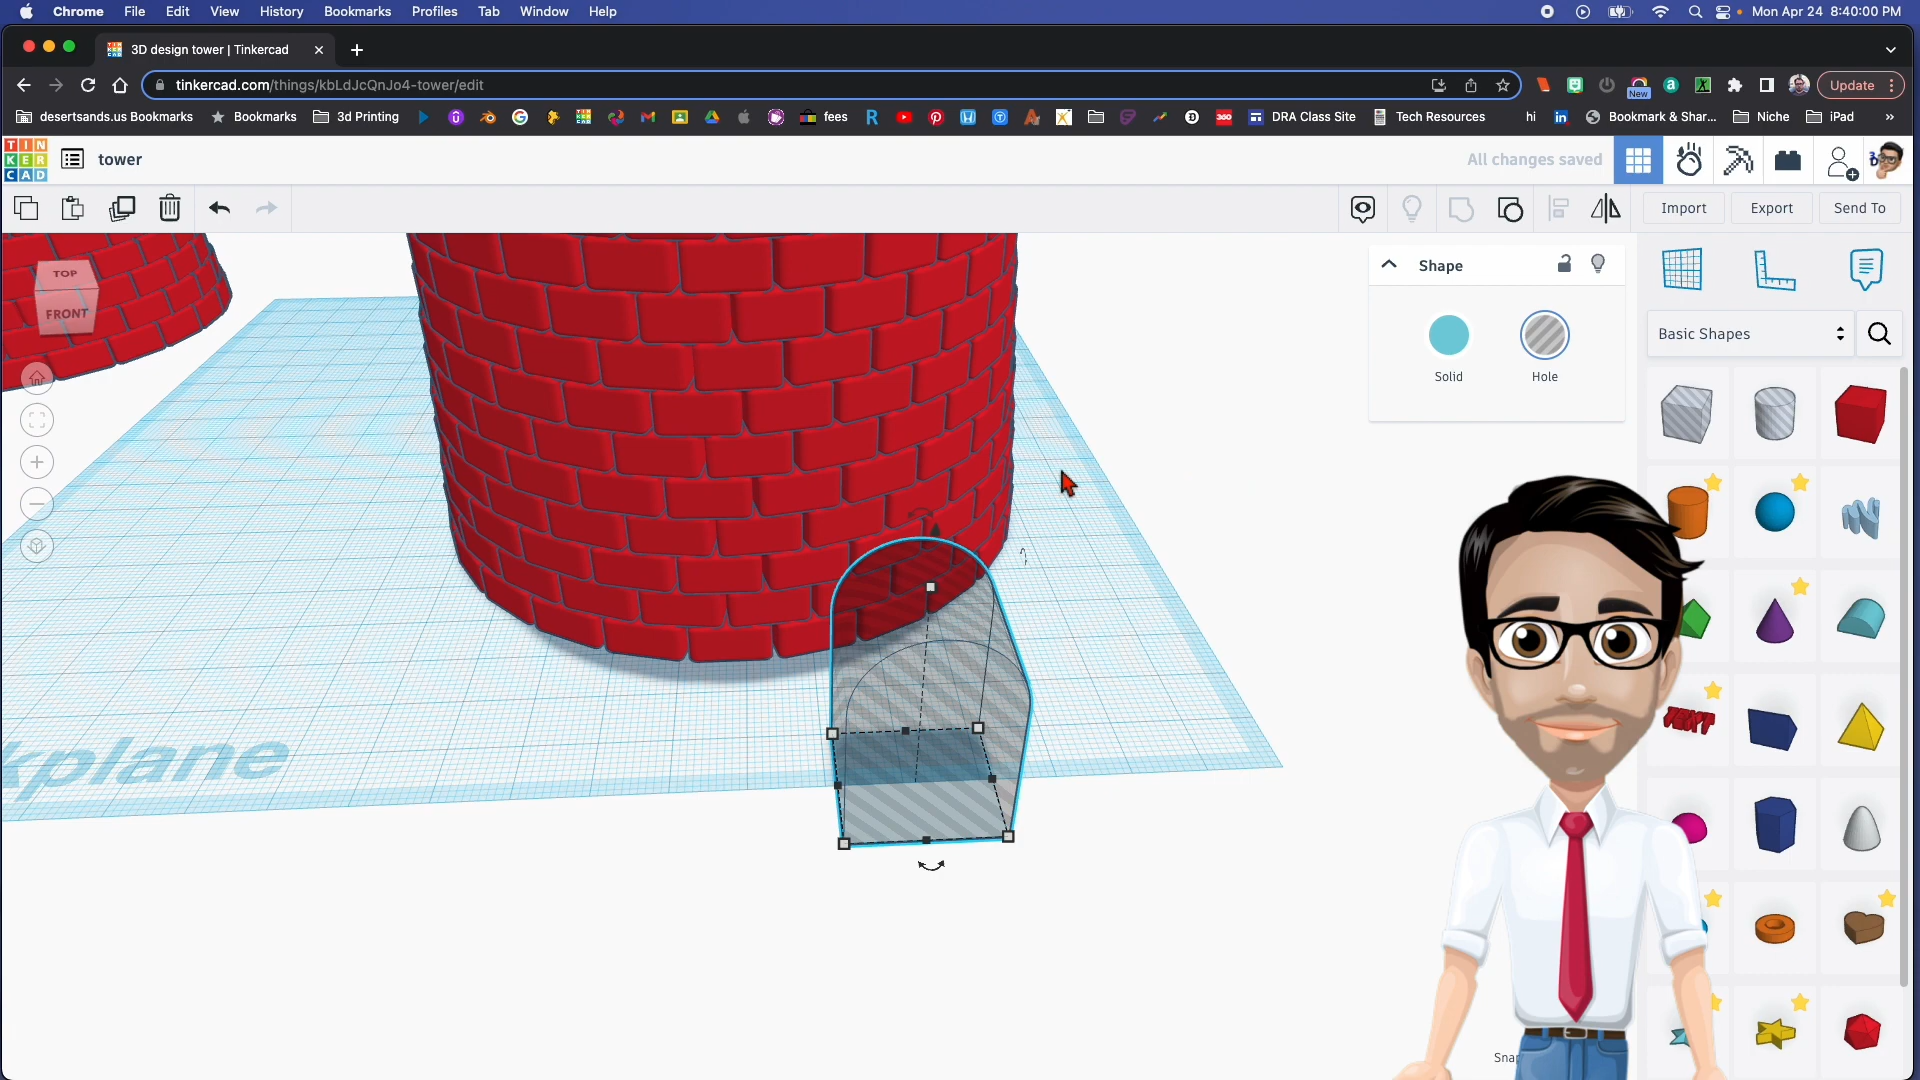 Chrome File Edit View History Bookmarks Profiles Tab Window Help Mon Apr 24 8:40:00 PM
3D design tower | Tinkercad
tinkercad.com/things/kbLdJcQnJo4-tower/edit
New
Update
desertsands.us Bookmarks Bookmarks 3d Printing fees DRA Class Site Tech Resources hi Bookmark & Shar... Niche iPad »
TIN
KER
CAD
tower
All changes saved
Import Export Send To
TOP
FRONT
Shape
Solid Hole
Basic Shapes
TEXT
kplane
Snap